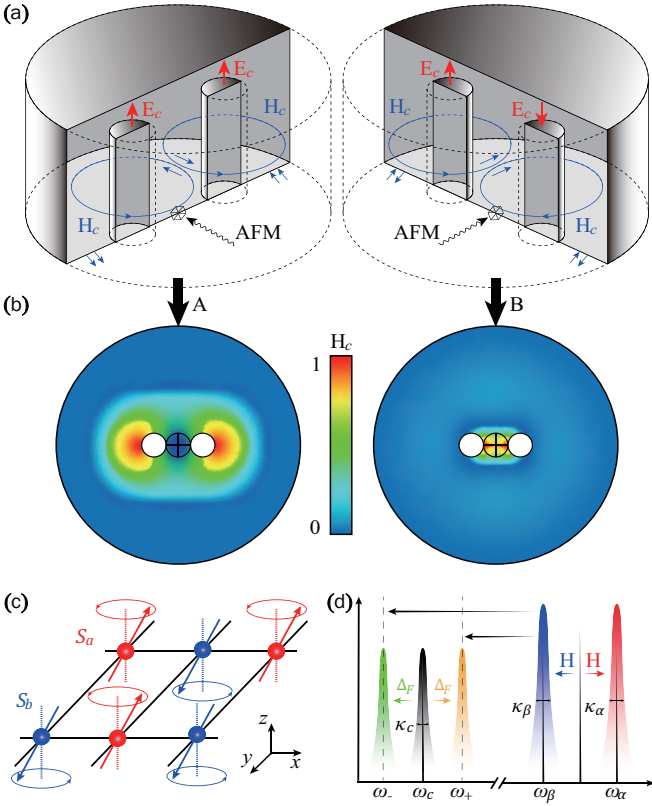 (a)
E_c
E_c
H_c
H_c
AFM
E_c
E_c
H_c
H_c
AFM
(b)
A
B
H_c
1
0
(c)
S_a
S_b
z
y
x
(d)
Δ_F
Δ_F
κ_c
H
H
κ_β
κ_α
ω_-
ω_c
ω_+
ω_β
ω_α